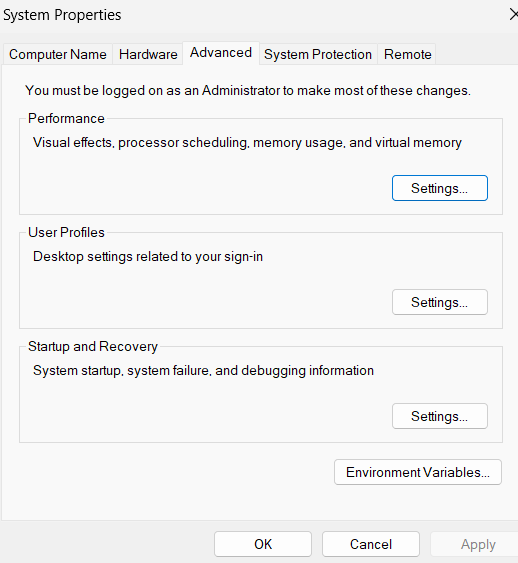 System Properties
Computer Name Hardware Advanced System Protection Remote
You must be logged on as an Administrator to make most of these changes.
Performance
Visual effects, processor scheduling, memory usage, and virtual memory
Settings...
User Profiles
Desktop settings related to your sign-in
Settings...
Startup and Recovery
System startup, system failure, and debugging information
Settings...
Environment Variables...
OK Cancel Apply